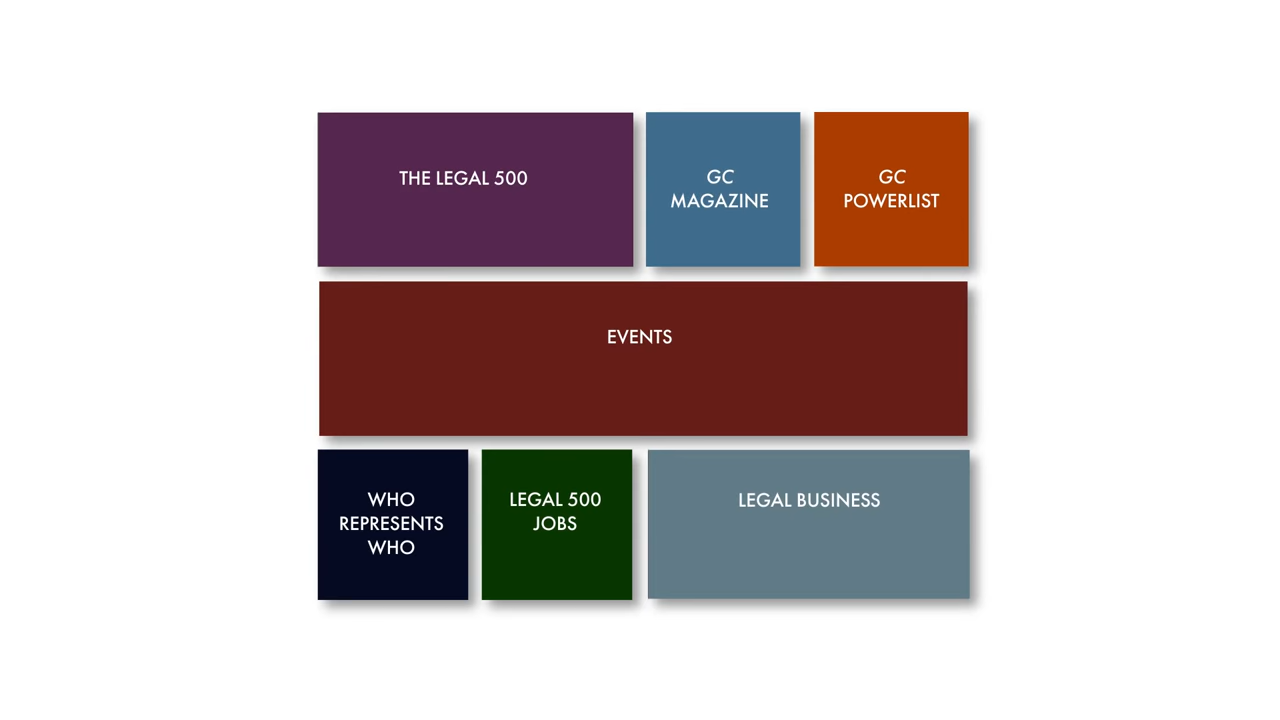 THE LEGAL 500
GC
MAGAZINE
GC
POWERLIST
EVENTS
WHO
REPRESENTS
WHO
LEGAL 500
JOBS
LEGAL BUSINESS